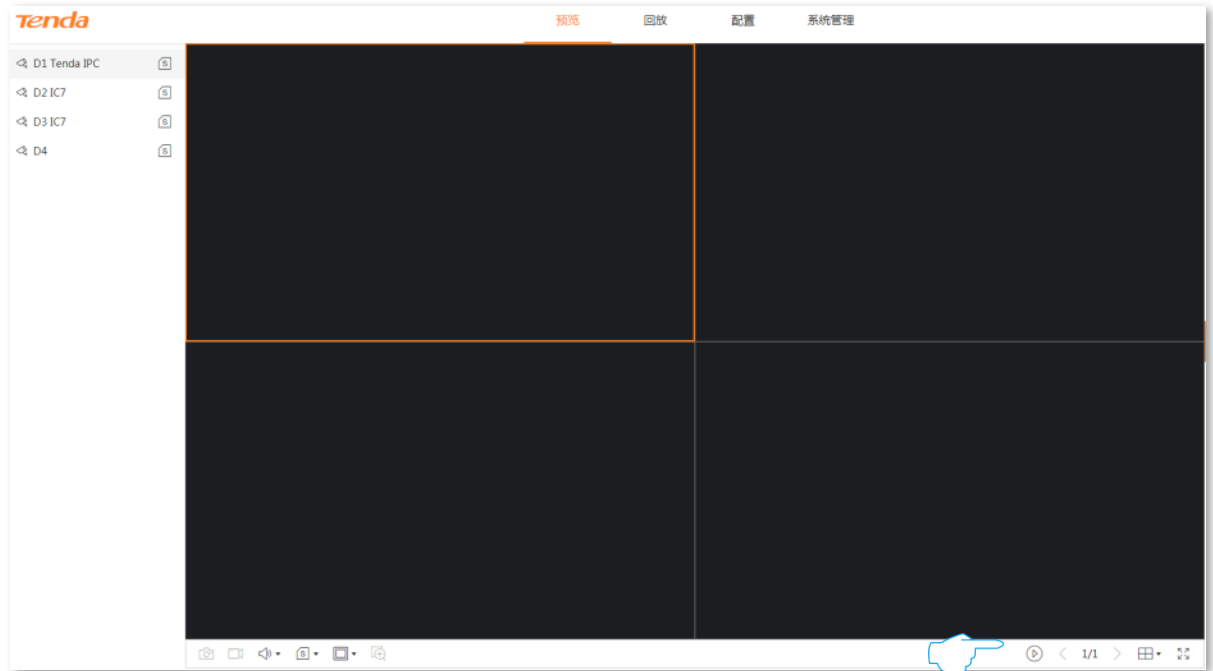 Tenda
预览 回放 配置 系统管理
D1 Tenda IPC S
D2 IC7 S
D3 IC7 S
D4 S
S 1/1